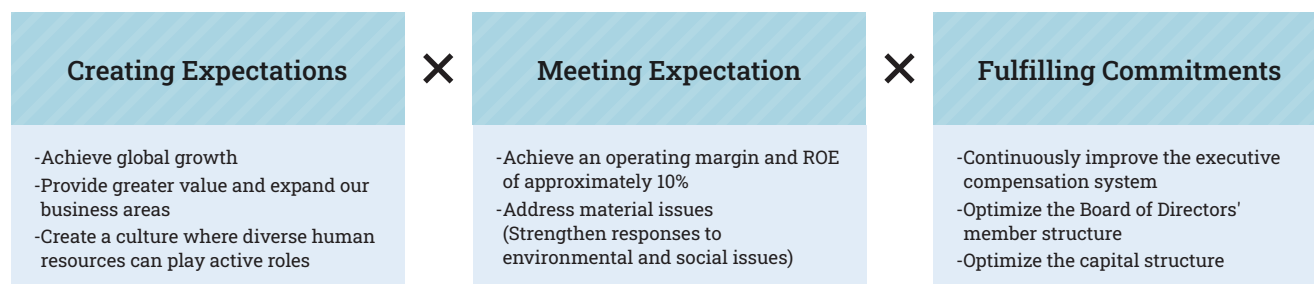 Creating Expectations
×
Meeting Expectation
×
Fulfilling Commitments
-Achieve global growth
-Provide greater value and expand our
business areas
-Create a culture where diverse human
resources can play active roles
-Achieve an operating margin and ROE
of approximately 10%
-Address material issues
(Strengthen responses to
environmental and social issues)
-Continuously improve the executive
compensation system
-Optimize the Board of Directors'
member structure
-Optimize the capital structure